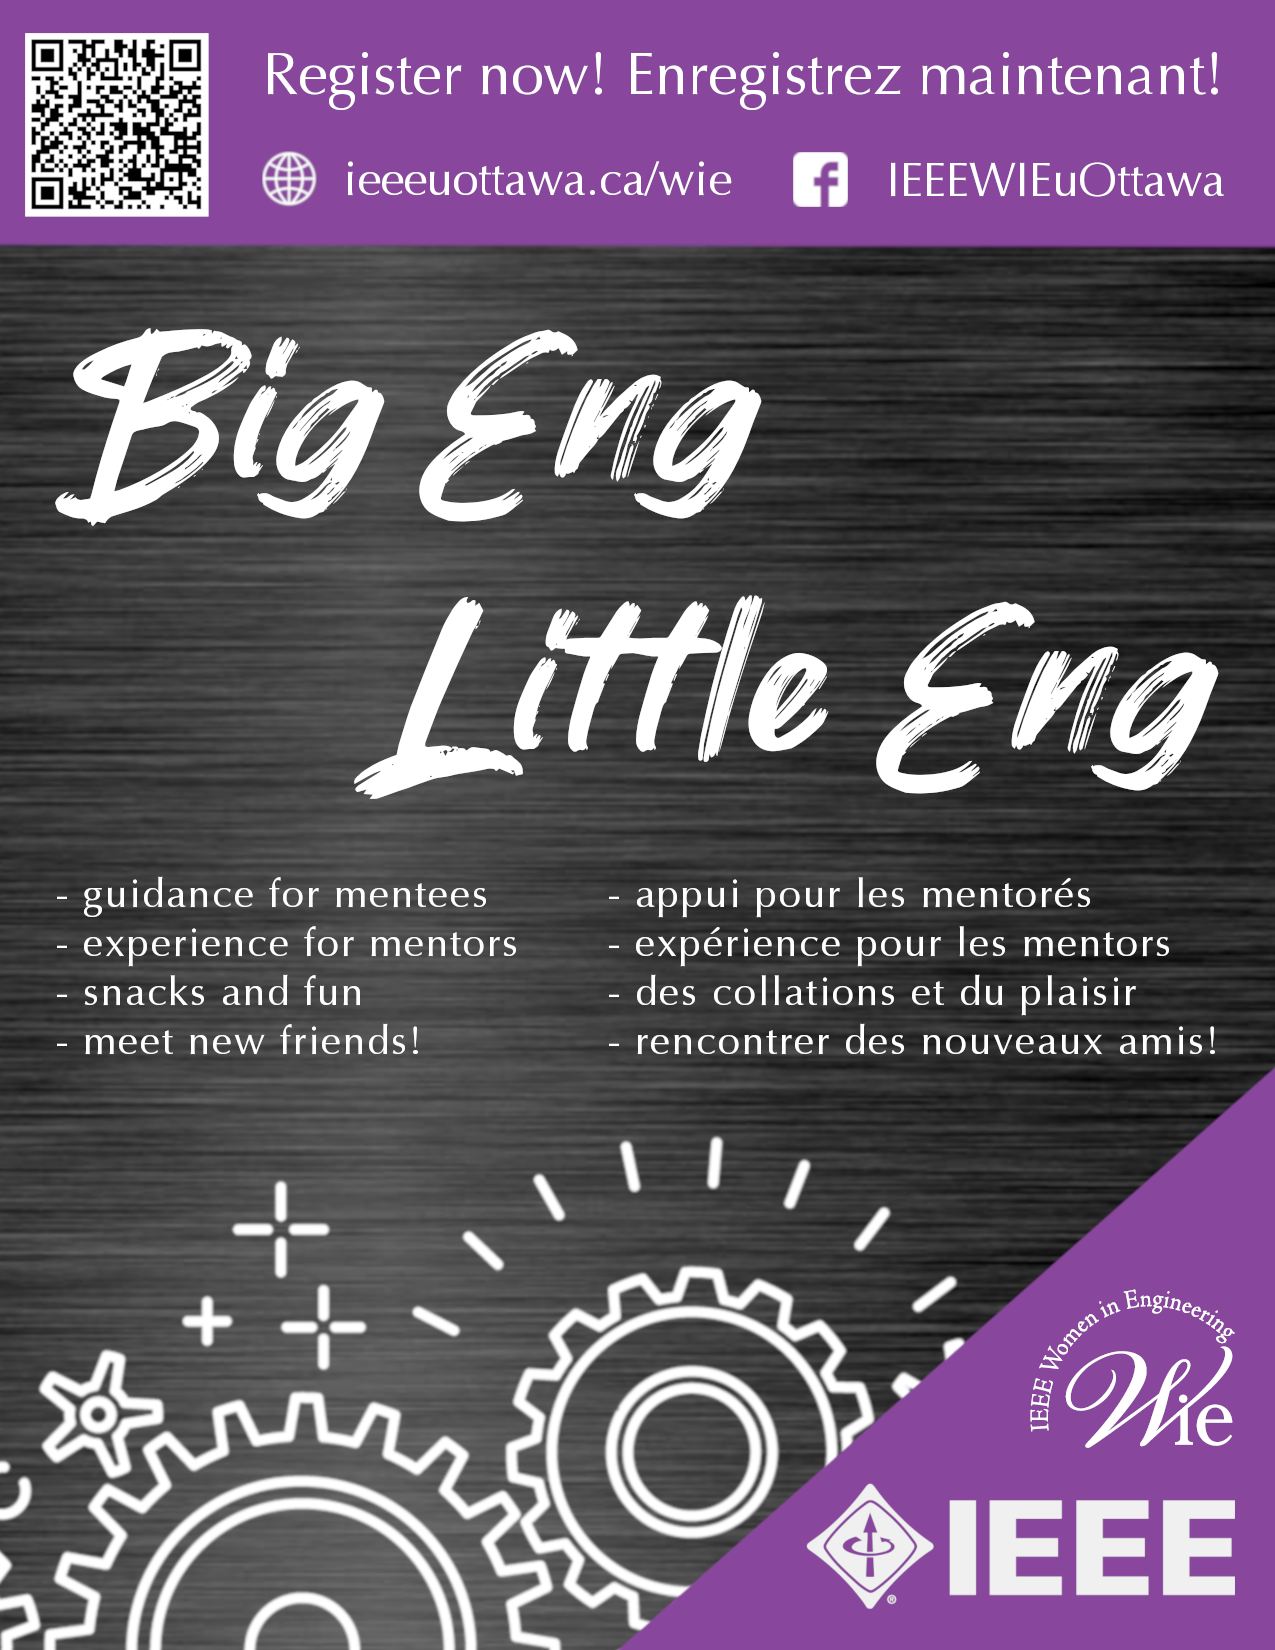 Register now! Enregistrez maintenant!
ieeeuottawa.ca/wie
IEEEWIEuOttawa
Big Eng
Little Eng
- guidance for mentees
- experience for mentors
- snacks and fun
- meet new friends!
- appui pour les mentorés
- expérience pour les mentors
- des collations et du plaisir
- rencontrer des nouveaux amis!
IEEE Women in Engineering
Wie
IEEE
®